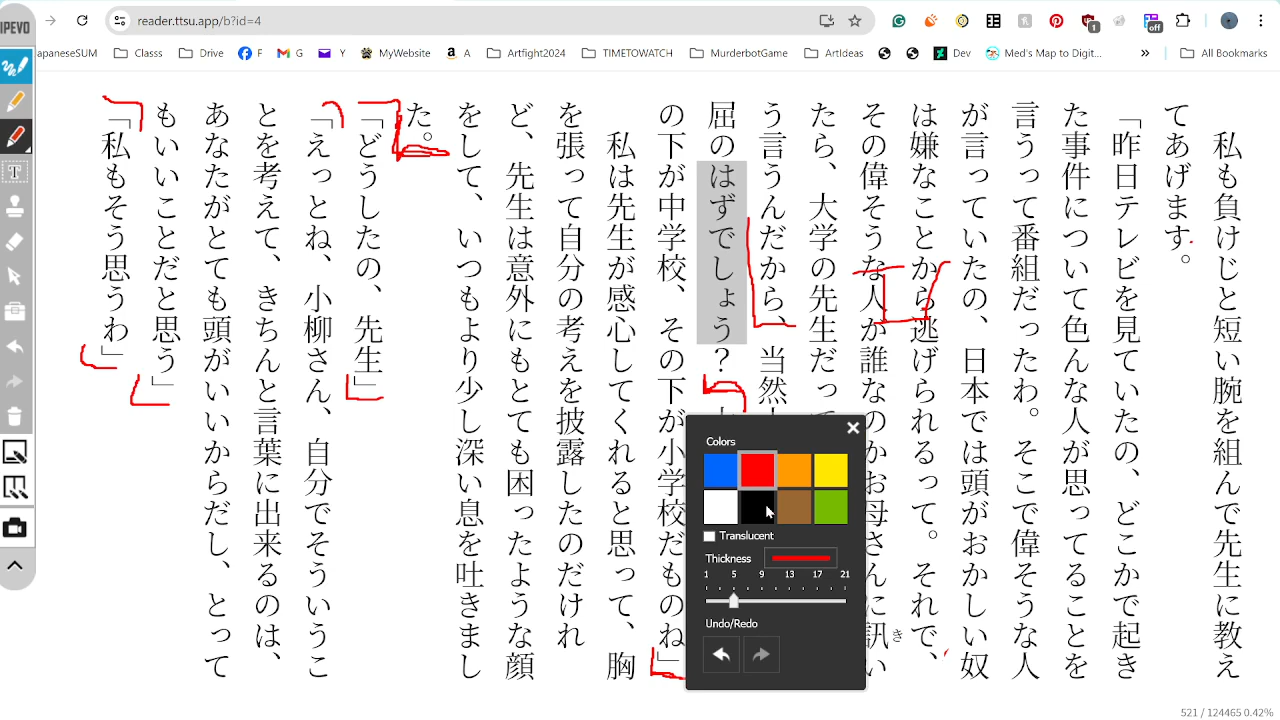 IPEVO
reader.ttsu.app/b?id=4
1
off
apaneseSUM
Classs
Drive
F
G
Y
MyWebsite
A
Artfight2024
TIMETOWATCH
MurderbotGame
ArtIdeas
Dev
Med's Map to Digit...
»
All Bookmarks
私も負けじと短い腕を組んで先生に教え
てあげます。
「昨日テレビを見ていたの、どこかで起き
た事件について色んな人が思ってることを
言うって番組だったわ。そこで偉そうな人
が言っていたの、日本では頭がおかしい奴
は嫌なことから逃げられるって。それで、
その偉そうな人が誰なのかお母さんに訊い
き
たら、大学の先生だって
う言うんだから、当然
屈のはずでしょう？
の下が中学校、その下が小学校だものね」
私は先生が感心してくれると思って、胸
を張って自分の考えを披露したのだけれ
ど、先生は意外にもとても困ったような顔
をして、いつもより少し深い息を吐きまし
た。
「どうしたの、先生」
「えっとね、小柳さん、自分でそういうこ
とを考えて、きちんと言葉に出来るのは、
あなたがとても頭がいいからだし、とって
もいいことだと思う」
「私もそう思うわ」
Colors
Translucent
Thickness
1 5 9 13 17 21
Undo/Redo
521 / 124465 0.42%